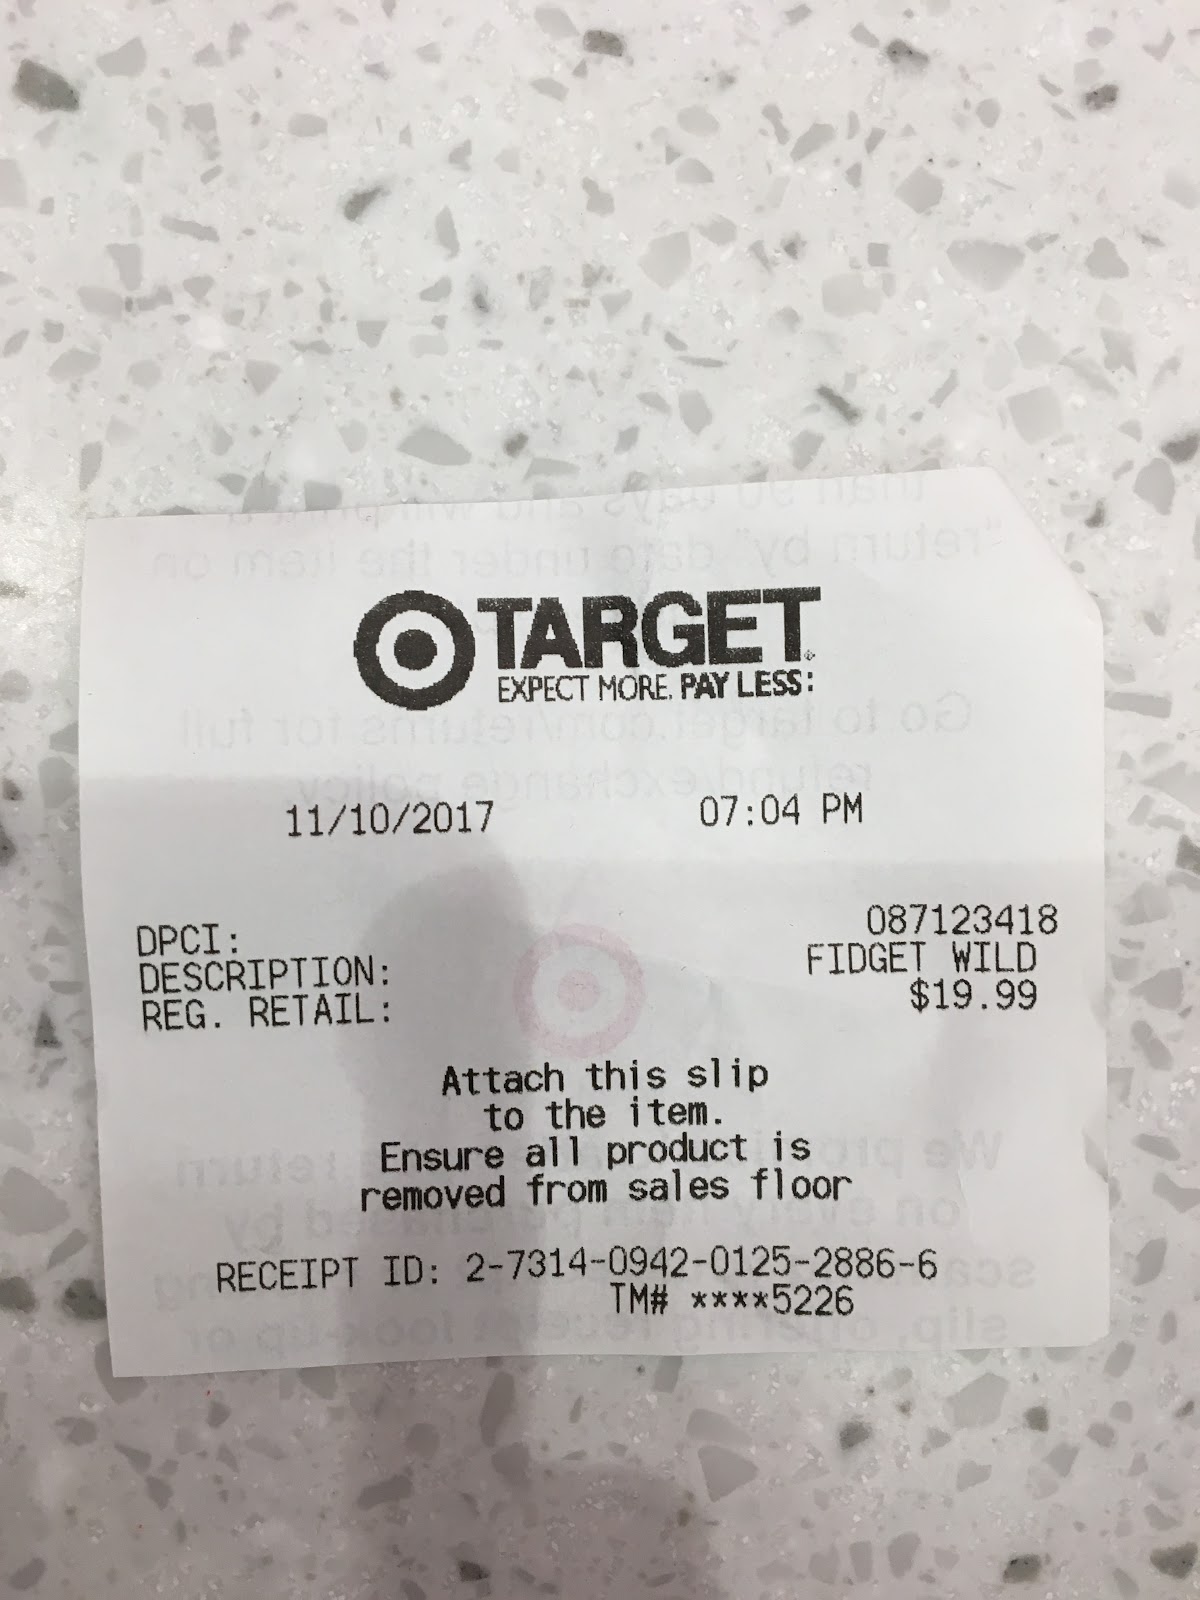 TARGET
EXPECT MORE. PAY LESS.
11/10/2017 07:04 PM
DPCI: 087123418
DESCRIPTION: FIDGET WILD
REG. RETAIL: $19.99
Attach this slip
to the item.
Ensure all product is
removed from sales floor
RECEIPT ID: 2-7314-0942-0125-2886-6
TM# ****5226